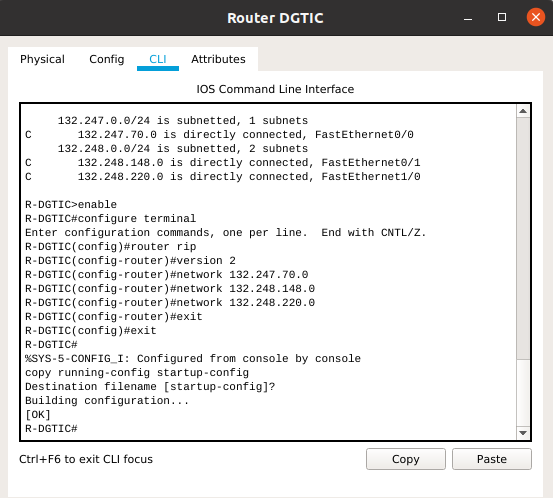 Router DGTIC
Physical Config CLI Attributes
IOS Command Line Interface
132.247.0.0/24 is subnetted, 1 subnets
C 132.247.70.0 is directly connected, FastEthernet0/0
132.248.0.0/24 is subnetted, 2 subnets
C 132.248.148.0 is directly connected, FastEthernet0/1
C 132.248.220.0 is directly connected, FastEthernet1/0
R-DGTIC>enable
R-DGTIC#configure terminal
Enter configuration commands, one per line. End with CNTL/Z.
R-DGTIC(config)#router rip
R-DGTIC(config-router)#version 2
R-DGTIC(config-router)#network 132.247.70.0
R-DGTIC(config-router)#network 132.248.148.0
R-DGTIC(config-router)#network 132.248.220.0
R-DGTIC(config-router)#exit
R-DGTIC(config)#exit
R-DGTIC#
%SYS-5-CONFIG_I: Configured from console by console
copy running-config startup-config
Destination filename [startup-config]?
Building configuration...
[OK]
R-DGTIC#
Ctrl+F6 to exit CLI focus
Copy Paste